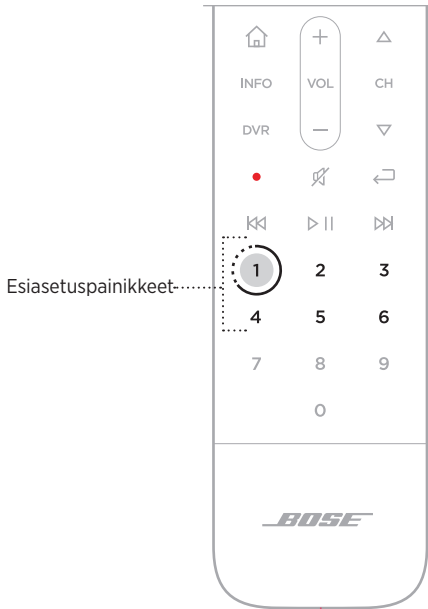 INFO VOL CH
DVR
Esiasetuspainikkeet
1 2 3
4 5 6
7 8 9
0
BOSE